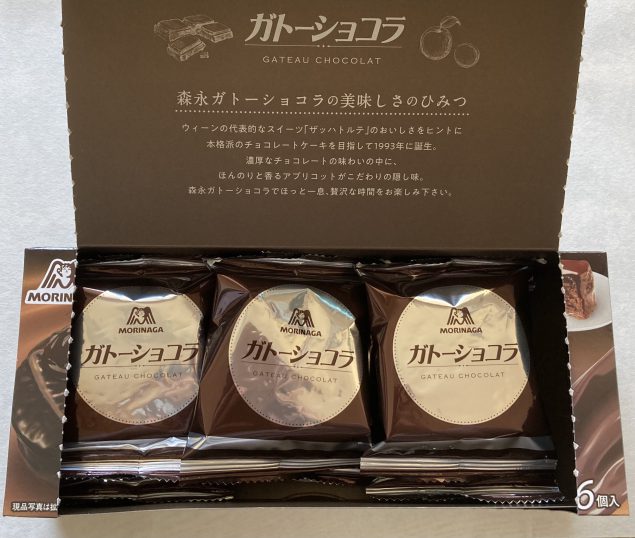 ガトーショコラ
GATEAU CHOCOLAT
森永ガトーショコラの美味しさのひみつ
ウィーンの代表的なスイーツ「ザッハトルテ」のおいしさをヒントに
本格派のチョコレートケーキを目指して1993年に誕生。
濃厚なチョコレートの味わいの中に、
ほんのりと香るアプリコットがこだわりの隠し味。
森永ガトーショコラでほっと一息、贅沢な時間をお楽しみ下さい。
MORINAGA
MORINAGA
ガトーショコラ
GATEAU CHOCOLAT
MORINAGA
ガトーショコラ
GATEAU CHOCOLAT
MORINAGA
ガトーショコラ
GATEAU CHOCOLAT
現品写真は拡
6個入